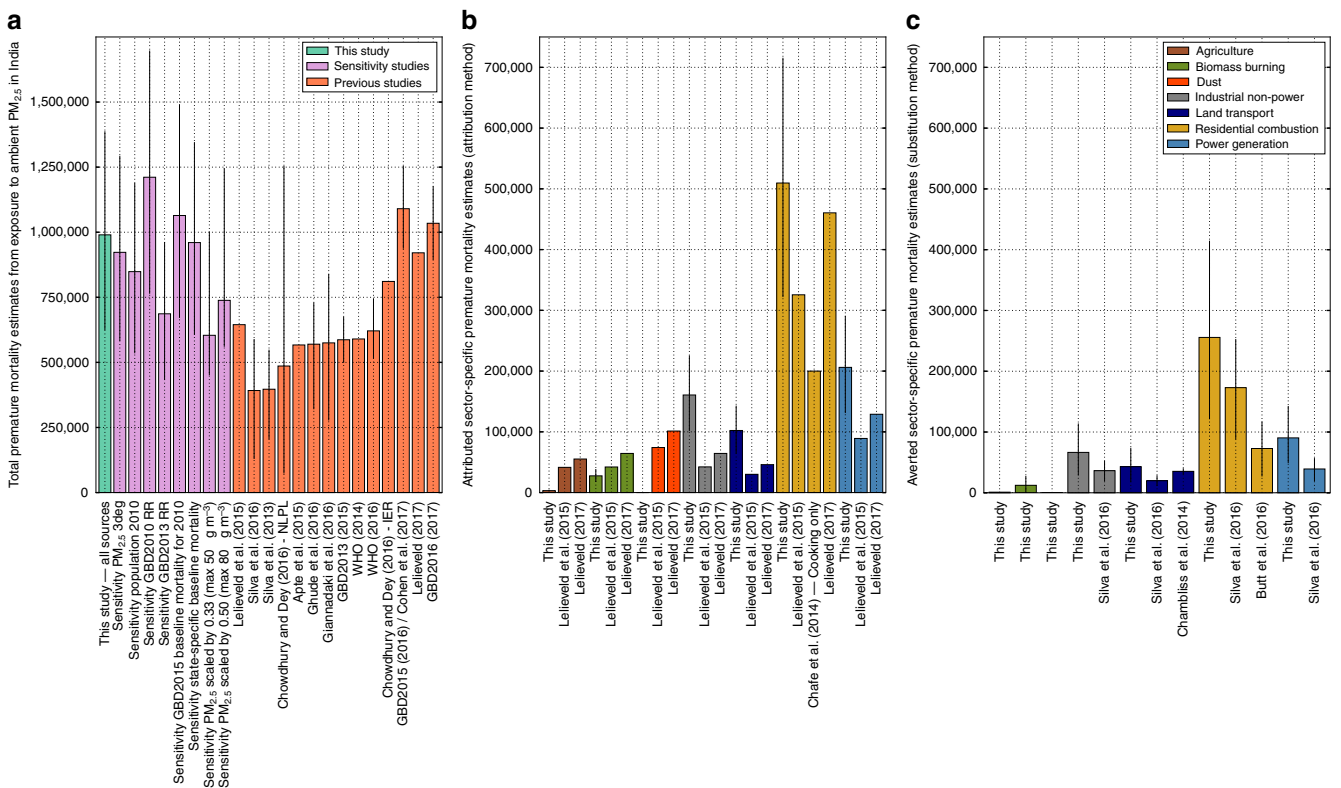 a
Total premature mortality estimates from exposure to ambient PM2.5 in India
1,500,000
1,250,000
1,000,000
750,000
500,000
250,000
0
This study
Sensitivity studies
Previous studies
This study — all sources
Sensitivity PM2.5 3deg
Sensitivity population 2010
Sensitivity GBD2010 RR
Sensitivity GBD2013 RR
Sensitivity GBD2015 baseline mortality for 2010
Sensitivity state-specific baseline mortality
Sensitivity PM2.5 scaled by 0.33 (max 50 g m−3)
Sensitivity PM2.5 scaled by 0.50 (max 80 g m−3)
Lelieveld et al. (2015)
Silva et al. (2016)
Silva et al. (2013)
Chowdhury and Dey (2016) - NLPL
Apte et al. (2015)
Ghude et al. (2016)
Giannadaki et al. (2016)
GBD2013 (2015)
WHO (2014)
WHO (2016)
Chowdhury and Dey (2016) - IER
GBD2015 (2016) / Cohen et al. (2017)
Lelieveld (2017)
GBD2016 (2017)
b
Attributed sector-specific premature mortality estimates (attribution method)
700,000
600,000
500,000
400,000
300,000
200,000
100,000
0
This study
Lelieveld et al. (2015)
Lelieveld (2017)
This study
Lelieveld et al. (2015)
Lelieveld (2017)
This study
Lelieveld et al. (2015)
Lelieveld (2017)
This study
Lelieveld et al. (2015)
Lelieveld (2017)
This study
Lelieveld et al. (2015)
Lelieveld (2017)
This study
Lelieveld et al. (2015)
Chafe et al. (2014) — Cooking only
Lelieveld (2017)
This study
Lelieveld et al. (2015)
Lelieveld (2017)
c
Averted sector-specific premature mortality estimates (substitution method)
700,000
600,000
500,000
400,000
300,000
200,000
100,000
0
Agriculture
Biomass burning
Dust
Industrial non-power
Land transport
Residential combustion
Power generation
This study
This study
This study
This study
Silva et al. (2016)
This study
Silva et al. (2016)
Chambliss et al. (2014)
This study
Silva et al. (2016)
Butt et al. (2016)
This study
Silva et al. (2016)